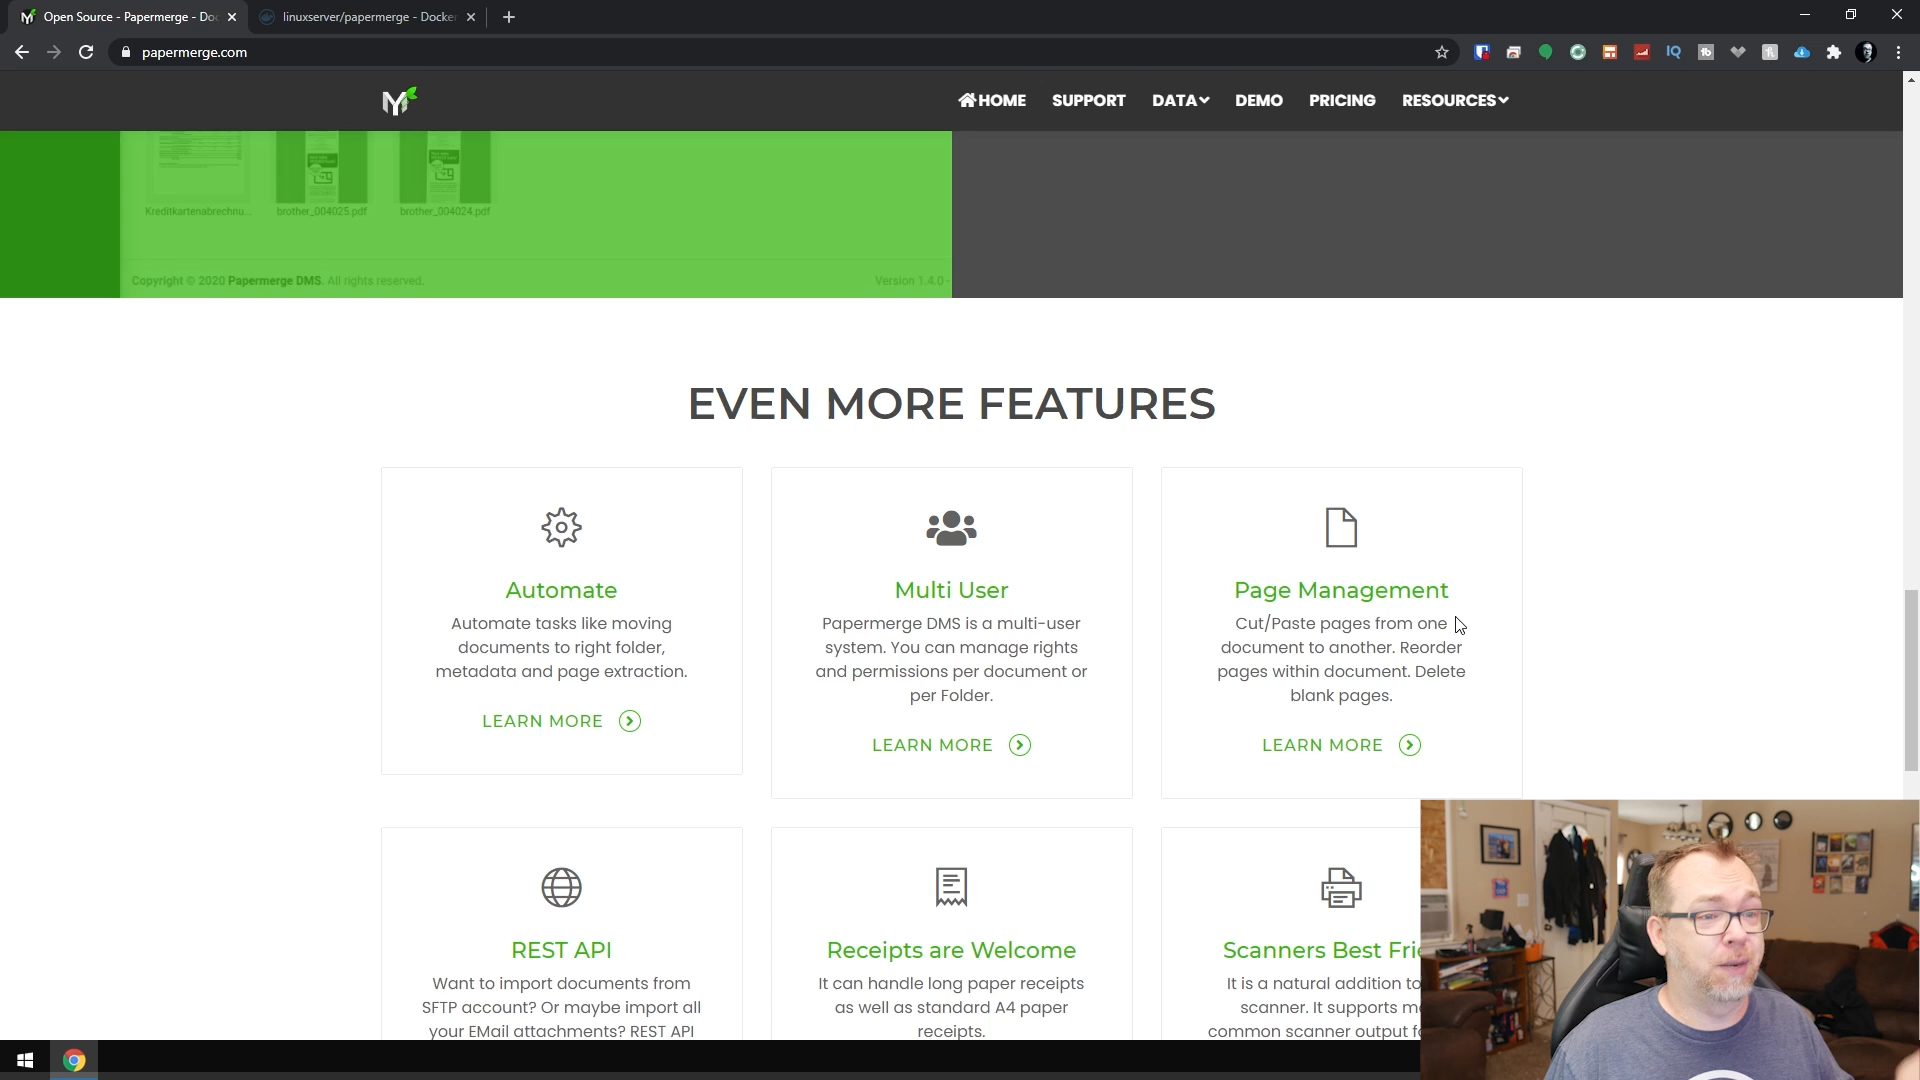 Open Source - Papermerge - Doc
linuxserver/papermerge - Docker
papermerge.com
HOME SUPPORT DATA DEMO PRICING RESOURCES
Kreditkartenabrechnu... brother_004025.pdf brother_004024.pdf
Copyright © 2020 Papermerge DMS. All rights reserved. Version 1.4.0 -
EVEN MORE FEATURES
Automate
Automate tasks like moving
documents to right folder,
metadata and page extraction.
LEARN MORE
Multi User
Papermerge DMS is a multi-user
system. You can manage rights
and permissions per document or
per Folder.
LEARN MORE
Page Management
Cut/Paste pages from one
document to another. Reorder
pages within document. Delete
blank pages.
LEARN MORE
REST API
Want to import documents from
SFTP account? Or maybe import all
your EMail attachments? REST API
Receipts are Welcome
It can handle long paper receipts
as well as standard A4 paper
receipts.
Scanners Best Frie
It is a natural addition to
scanner. It supports m
common scanner output f